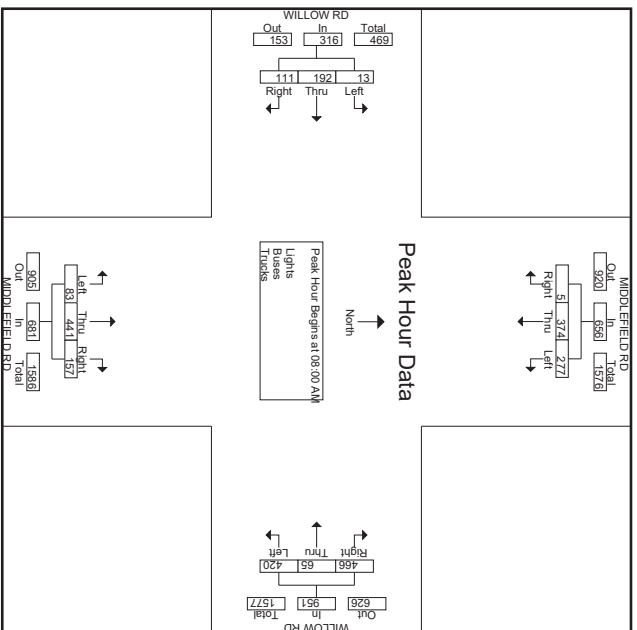 WILLOW RD
Out In Total
153 316 469
111 192 13
Right Thru Left
Peak Hour Data
North
Peak Hour Begins at 08:00 AM
Lights
Buses
Trucks
MIDDLEFIELD RD
Out In Total
920 656 1576
5 374 277
Right Thru Left
Left Thru Right
83 441 157
905 681 1586
Out In Total
MIDDLEFIELD RD
Left Thru Right
420 65 466
1577 951 626
Total In Out
WILLOW RD